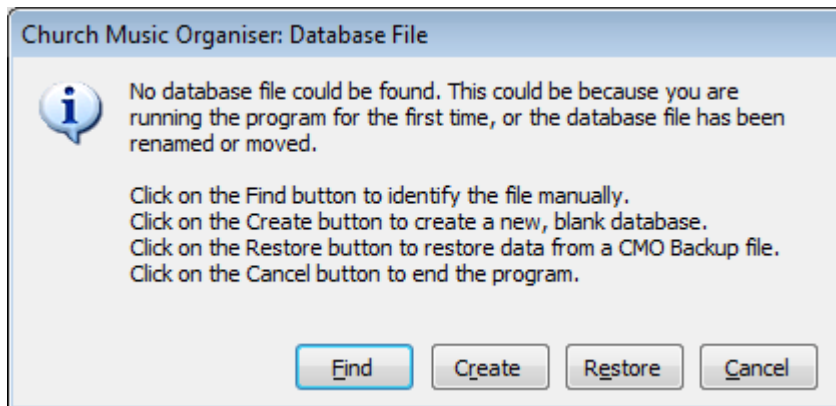 Church Music Organiser: Database File
No database file could be found. This could be because you are
running the program for the first time, or the database file has been
renamed or moved.
Click on the Find button to identify the file manually.
Click on the Create button to create a new, blank database.
Click on the Restore button to restore data from a CMO Backup file.
Click on the Cancel button to end the program.
Find Create Restore Cancel